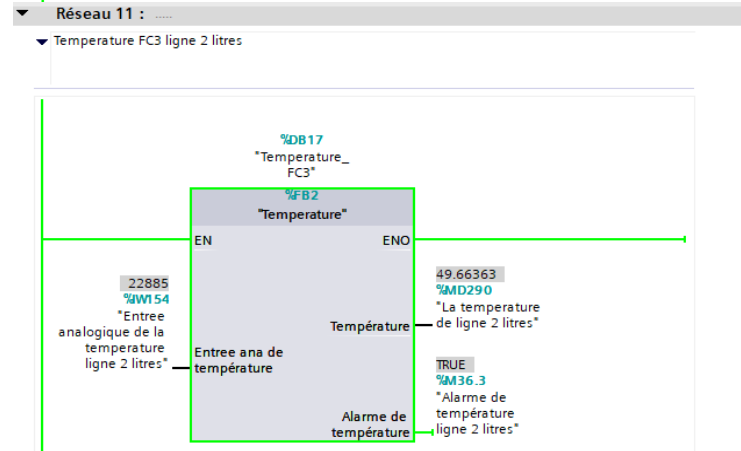 Réseau 11 : .....
Temperature FC3 ligne 2 litres
%DB17
"Temperature_
FC3"
%FB2
"Temperature"
EN
ENO
22885
%IW154
"Entree
analogique de la
temperature
ligne 2 litres"
Entree ana de
température
Température
49.66363
%MD290
"La temperature
de ligne 2 litres"
Alarme de
température
TRUE
%M36.3
"Alarme de
température
ligne 2 litres"